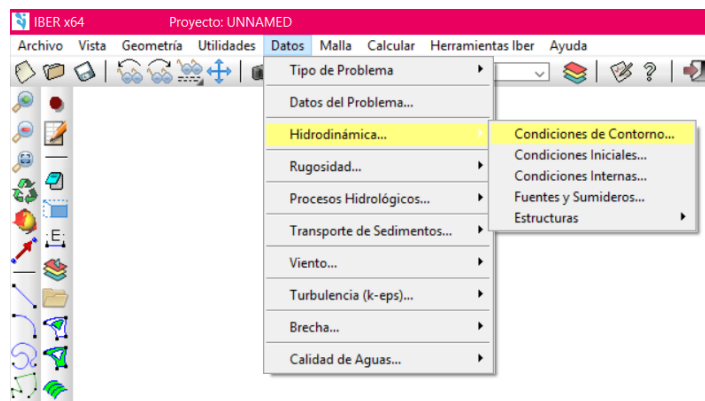 IBER x64 Proyecto: UNNAMED
Archivo Vista Geometría Utilidades Datos Malla Calcular Herramientas Iber Ayuda
Tipo de Problema
Datos del Problema...
Hidrodinámica...
Condiciones de Contorno...
Condiciones Iniciales...
Rugosidad...
Condiciones Internas...
Procesos Hidrológicos...
Fuentes y Sumideros...
Estructuras
Transporte de Sedimentos...
:E:
Viento...
Turbulencia (k-eps)...
Brecha...
Calidad de Aguas...